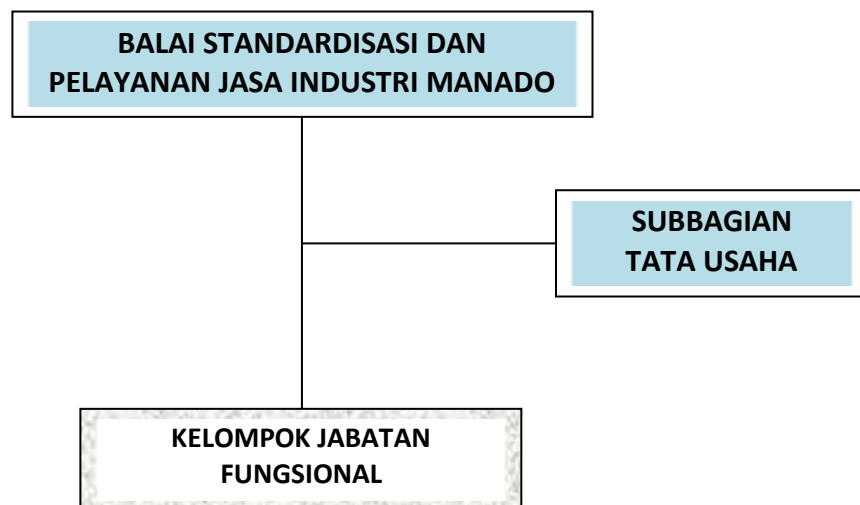 BALAI STANDARDISASI DAN
PELAYANAN JASA INDUSTRI MANADO
SUBBAGIAN
TATA USAHA
KELOMPOK JABATAN
FUNGSIONAL